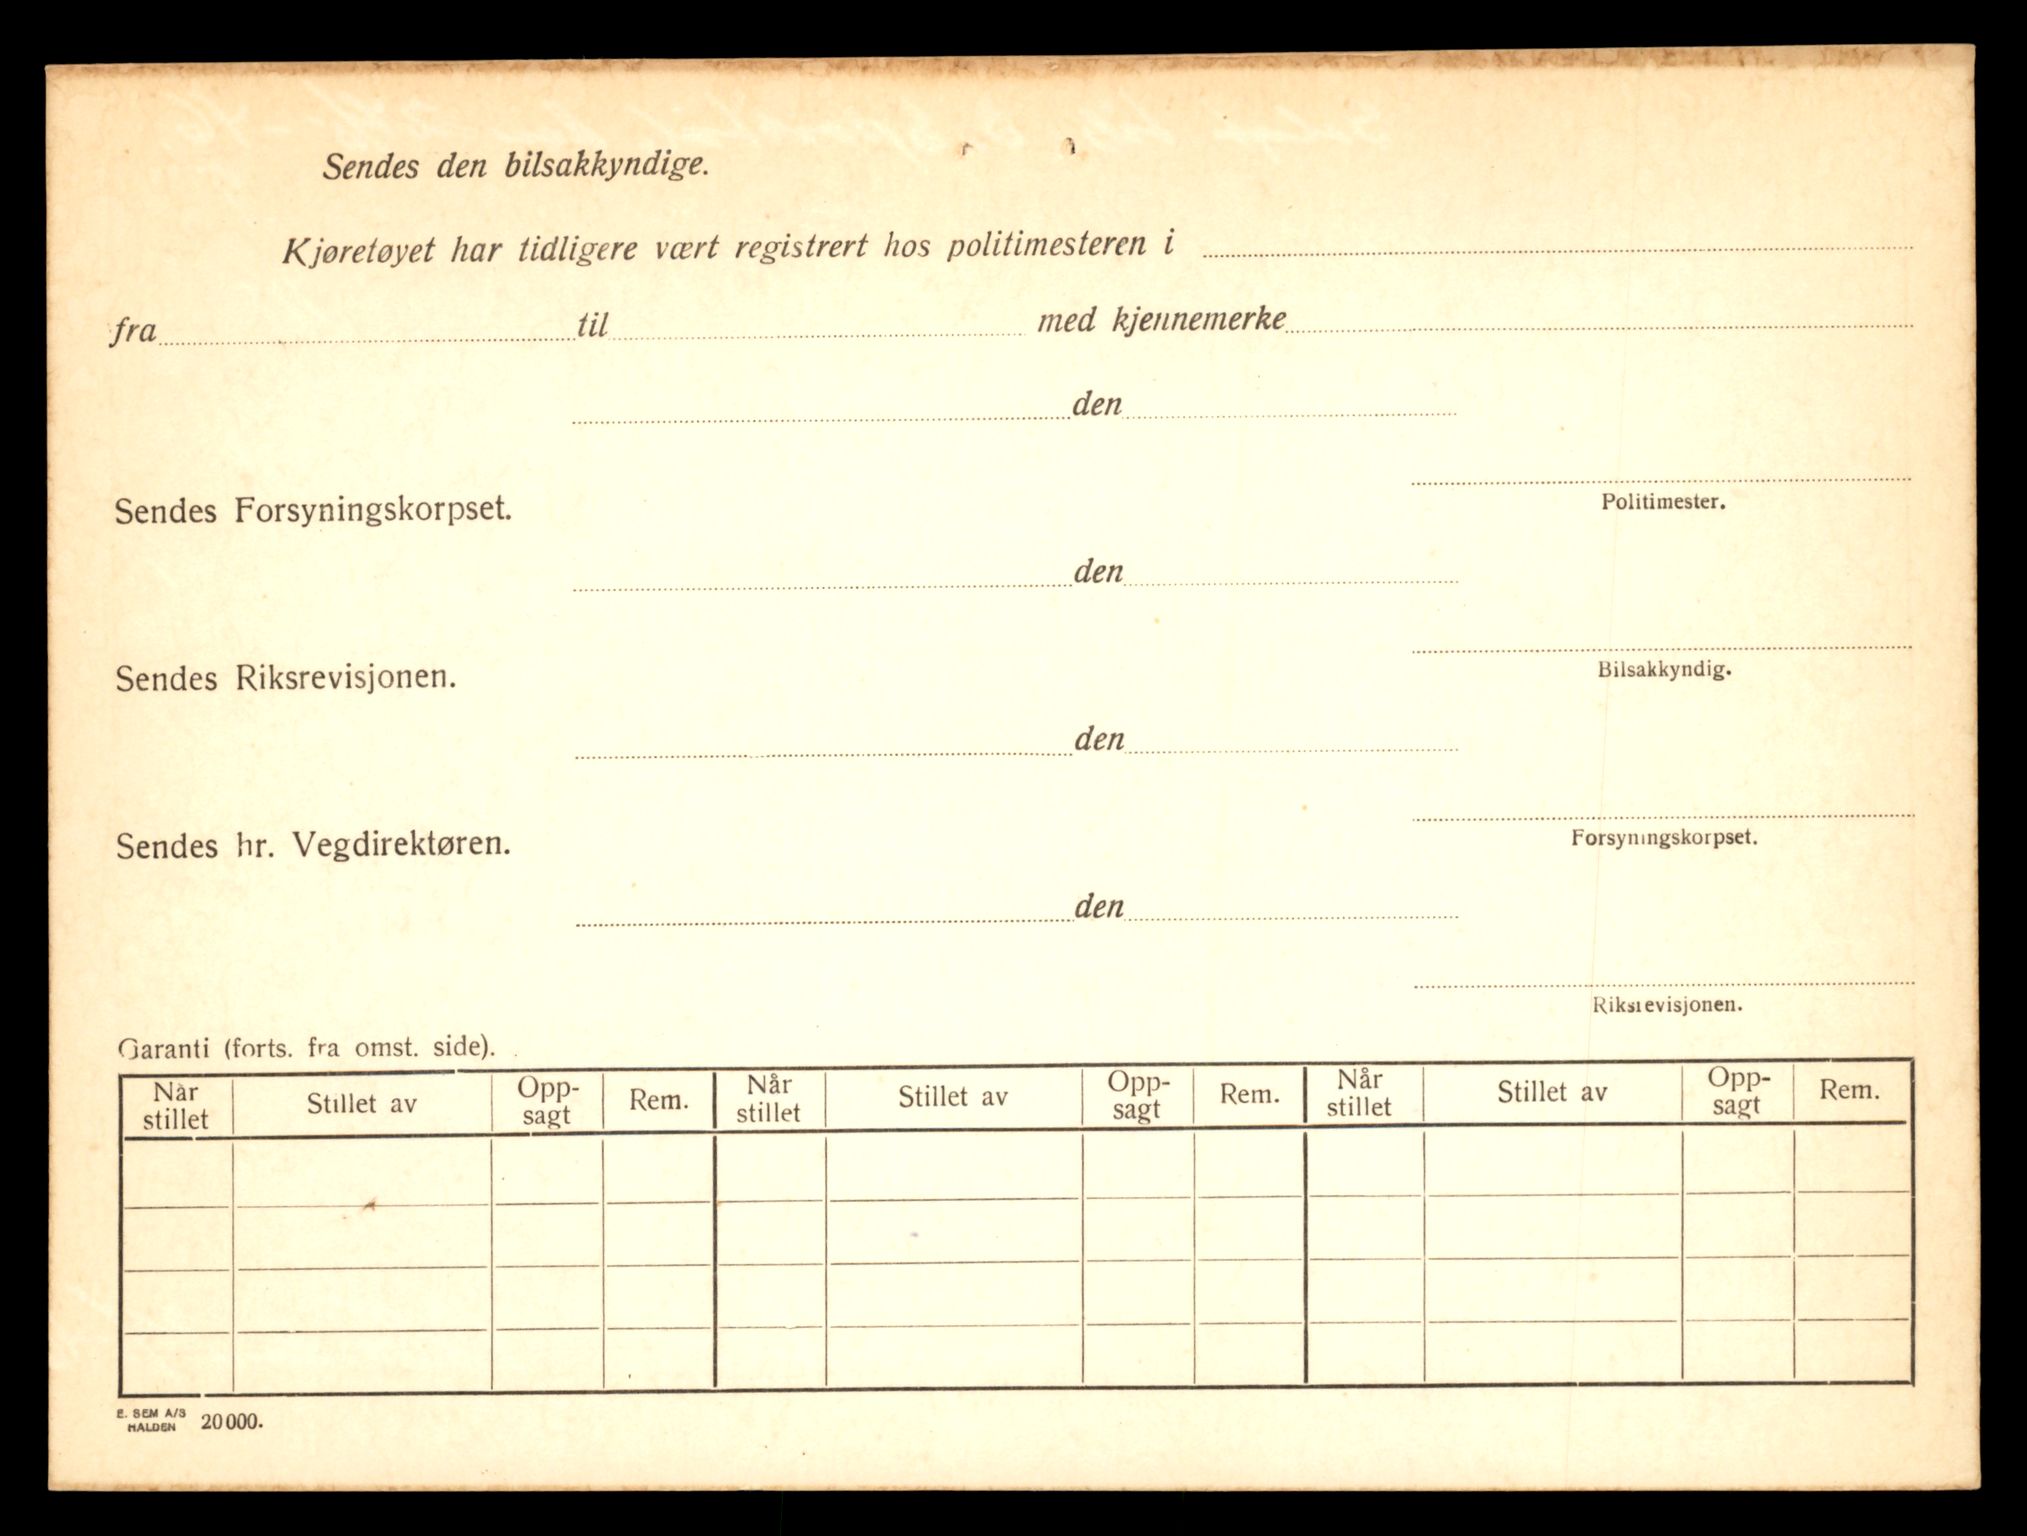 Sendes den bilsakkyndige.
Kjøretøyet har tidligere vært registrert hos politimesteren i
fra til med kjennemerke
den
Politimester.
Sendes Forsyningskorpset.
den
Bilsakkyndig.
Sendes Riksrevisjonen.
den
Forsyningskorpset.
Sendes hr. Vegdirektøren.
den
Riksrevisjonen.
Garanti (forts. fra omst. side).
Når stillet Stillet av Opp-sagt Rem. Når stillet Stillet av Opp-sagt Rem. Når stillet Stillet av Opp-sagt Rem.
E. SEM A/S
HALDEN 20000.